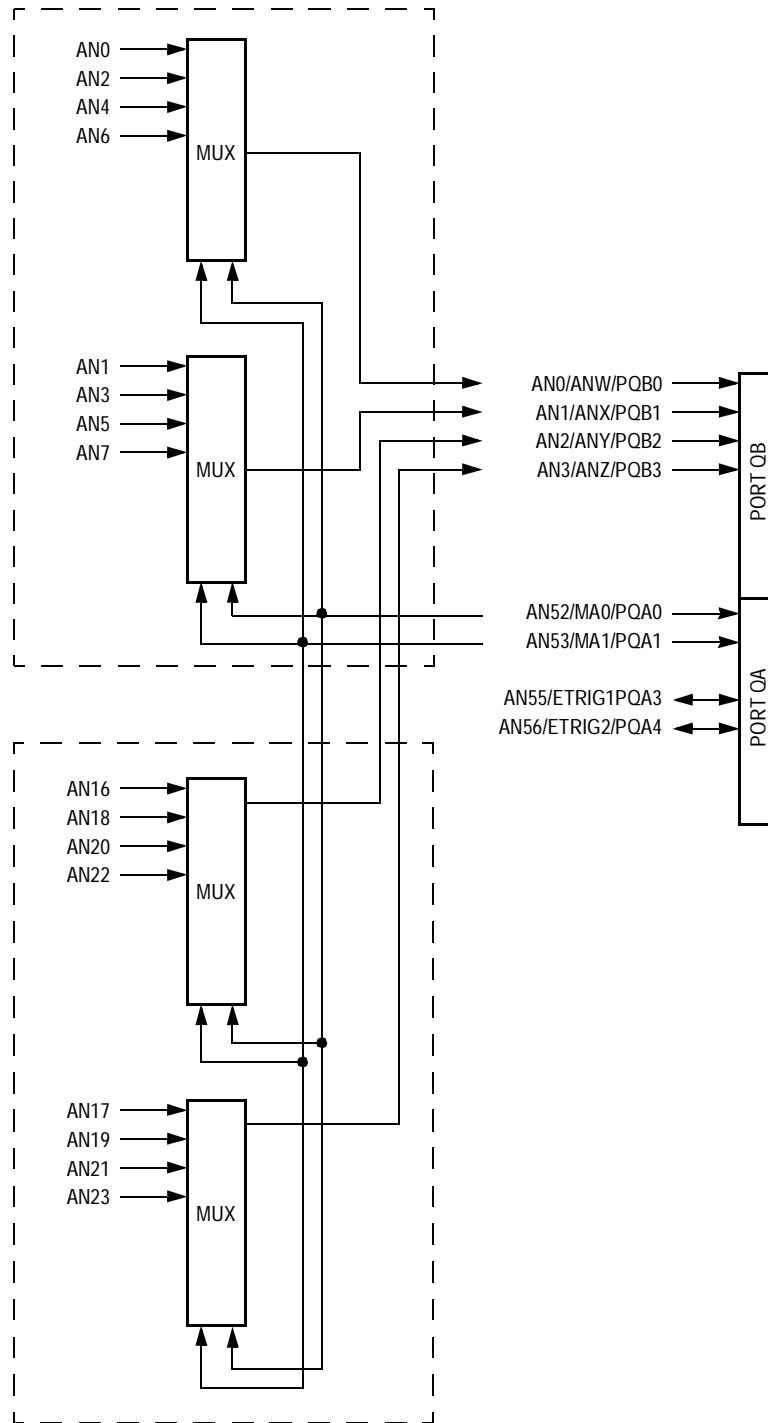 AN0
AN2
AN4
AN6
MUX
AN1
AN3
AN5
AN7
MUX
AN0/ANW/PQB0
AN1/ANX/PQB1
AN2/ANY/PQB2
AN3/ANZ/PQB3
PORT QB
AN52/MA0/PQA0
AN53/MA1/PQA1
AN55/ETRIG1PQA3
AN56/ETRIG2/PQA4
PORT QA
AN16
AN18
AN20
AN22
MUX
AN17
AN19
AN21
AN23
MUX